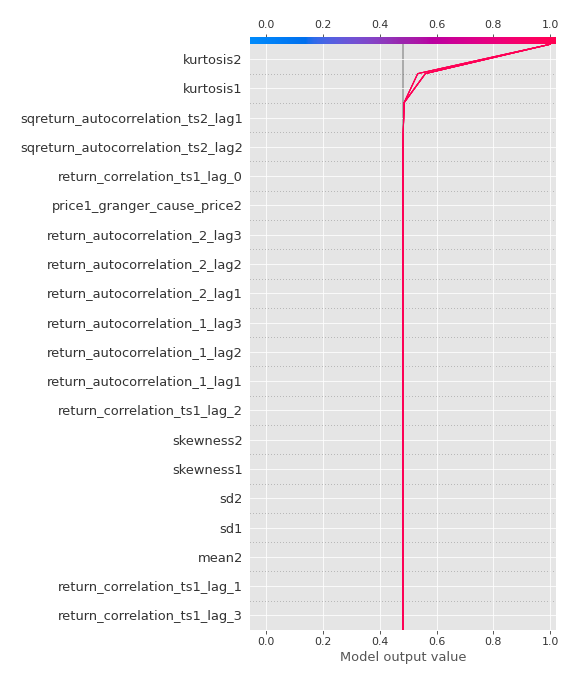 0.0 0.2 0.4 0.6 0.8 1.0
kurtosis2
kurtosis1
sqreturn_autocorrelation_ts2_lag1
sqreturn_autocorrelation_ts2_lag2
return_correlation_ts1_lag_0
price1_granger_cause_price2
return_autocorrelation_2_lag3
return_autocorrelation_2_lag2
return_autocorrelation_2_lag1
return_autocorrelation_1_lag3
return_autocorrelation_1_lag2
return_autocorrelation_1_lag1
return_correlation_ts1_lag_2
skewness2
skewness1
sd2
sd1
mean2
return_correlation_ts1_lag_1
return_correlation_ts1_lag_3
0.0 0.2 0.4 0.6 0.8 1.0
Model output value